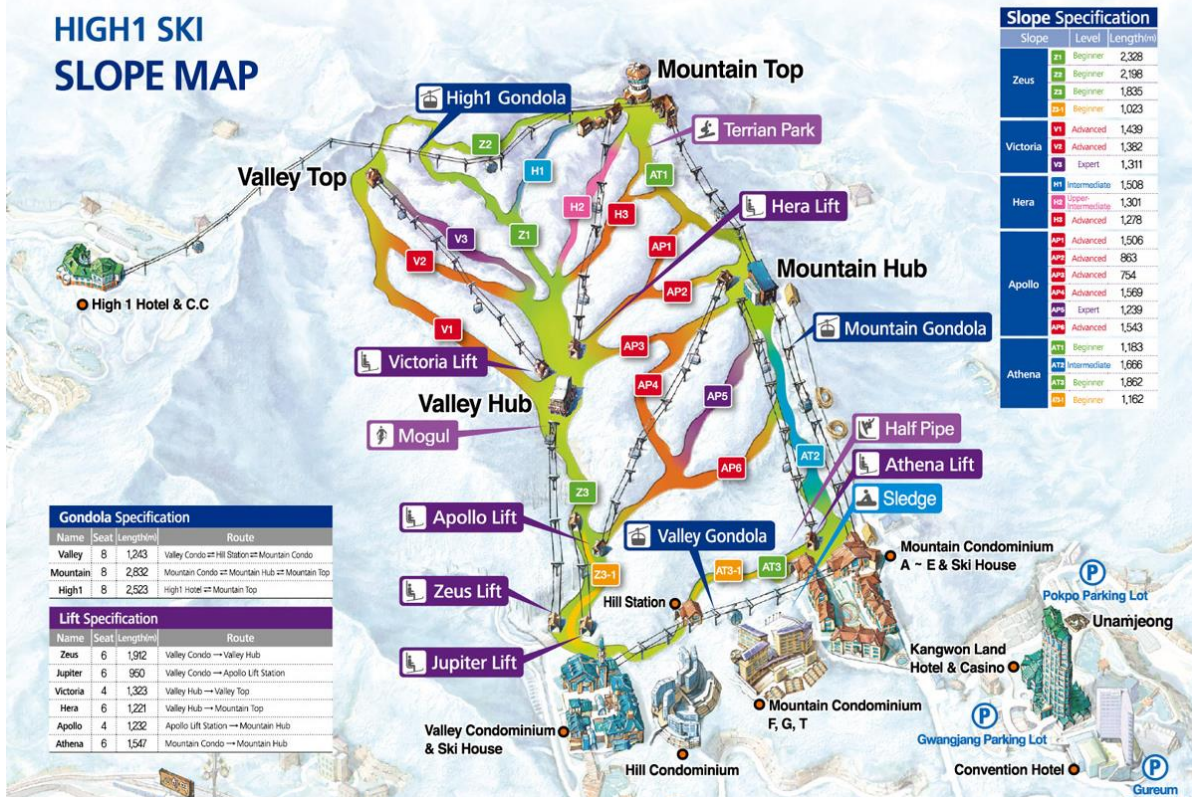 HIGH1 SKI
SLOPE MAP
Slope Specification
Slope Level Length(m)
Zeus
Z1 Beginner 2,328
Z2 Beginner 2,198
Z3 Beginner 1,835
Z3-1 Beginner 1,023
Victoria
V1 Advanced 1,439
V2 Advanced 1,382
V3 Expert 1,311
Hera
H1 Intermediate 1,508
H2 Upper-Intermediate 1,301
H3 Advanced 1,278
Apollo
AP1 Advanced 1,506
AP2 Advanced 863
AP3 Advanced 754
AP4 Advanced 1,569
AP5 Expert 1,239
AP6 Advanced 1,543
Athena
AT1 Beginner 1,183
AT2 Intermediate 1,666
AT3 Beginner 1,862
AT3-1 Beginner 1,162
Mountain Top
High1 Gondola
Terrian Park
Z2
H1
AT1
Valley Top
H2
H3
Hera Lift
V3
Z1
V2
AP1
Mountain Hub
AP2
High 1 Hotel & C.C
V1
Mountain Gondola
AP3
Victoria Lift
AP4
AP5
Valley Hub
Mogul
Half Pipe
AT2
Athena Lift
AP6
Z3
Sledge
Apollo Lift
Valley Gondola
Mountain Condominium
A ~ E & Ski House
Z3-1
AT3-1
AT3
Zeus Lift
Hill Station
P
Pokpo Parking Lot
Unamjeong
Jupiter Lift
Kangwon Land
Hotel & Casino
Mountain Condominium
F, G, T
P
Gwangjang Parking Lot
Valley Condominium
& Ski House
Hill Condominium
Convention Hotel
P
Gureum
Gondola Specification
Name Seat Length(m) Route
Valley 8 1,243 Valley Condo ⇌ Hill Station ⇌ Mountain Condo
Mountain 8 2,832 Mountain Condo ⇌ Mountain Hub ⇌ Mountain Top
High1 8 2,523 High1 Hotel ⇌ Mountain Top
Lift Specification
Name Seat Length(m) Route
Zeus 6 1,912 Valley Condo → Valley Hub
Jupiter 6 950 Valley Condo → Apollo Lift Station
Victoria 4 1,323 Valley Hub → Valley Top
Hera 6 1,221 Valley Hub → Mountain Top
Apollo 4 1,232 Apollo Lift Station → Mountain Hub
Athena 6 1,547 Mountain Condo → Mountain Hub